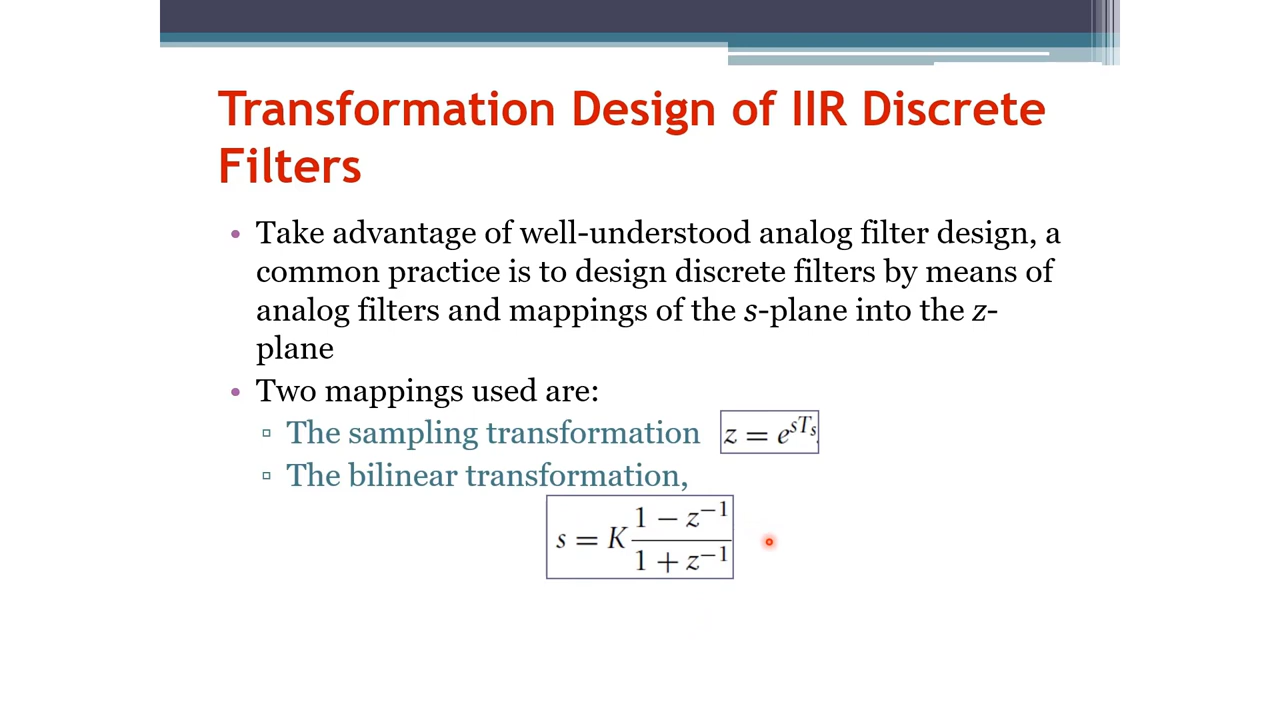 Transformation Design of IIR Discrete
Filters
• Take advantage of well-understood analog filter design, a
common practice is to design discrete filters by means of
analog filters and mappings of the s-plane into the z-
plane
• Two mappings used are:
▫ The sampling transformation z = e^{sT_s}
▫ The bilinear transformation,
s = K \frac{1 - z^{-1}}{1 + z^{-1}}